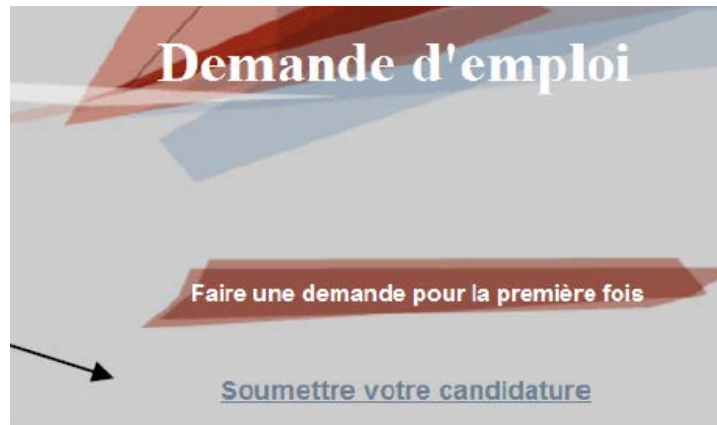 Demande d'emploi
Faire une demande pour la première fois
Soumettre votre candidature